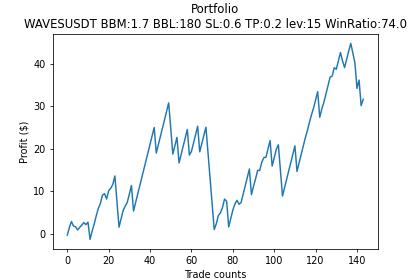 Portfolio
WAVESUSDT BBM:1.7 BBL:180 SL:0.6 TP:0.2 lev:15 WinRatio:74.0
Profit ($)
40
30
20
10
0
0 20 40 60 80 100 120 140
Trade counts